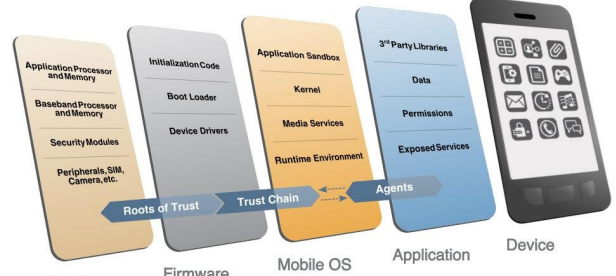 Application Processor
and Memory
Baseband Processor
and Memory
Security Modules
Peripherals, SIM,
Camera, etc.
Initialization Code
Boot Loader
Device Drivers
Application Sandbox
Kernel
Media Services
Runtime Environment
3rd Party Libraries
Data
Permissions
Exposed Services
Roots of Trust
Trust Chain
Agents
Firmware
Mobile OS
Application
Device